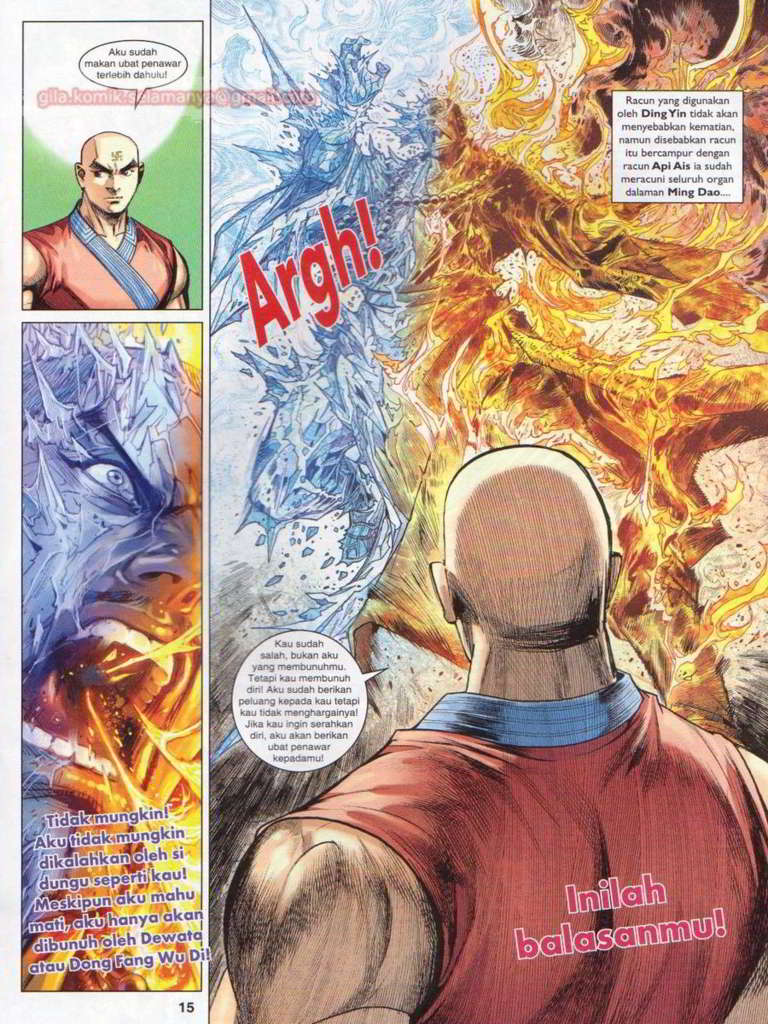 Aku sudah
makan ubat penawar
terlebih dahulu!
gila.komik.selamanya@gmail.com
Racun yang digunakan
oleh Ding Yin tidak akan
menyebabkan kematian,
namun disebabkan racun
itu bercampur dengan
racun Api Ais ia sudah
meracuni seluruh organ
dalaman Ming Dao....
Argh!
Tidak mungkin!
Aku tidak mungkin
dikalahkan oleh si
dungu seperti kau!
Meskipun aku mahu
mati, aku hanya akan
dibunuh oleh Dewata
atau Dong Fang Wu Di!
Kau sudah
salah, bukan aku
yang membunuhmu.
Tetapi kau membunuh
diri! Aku sudah berikan
peluang kepada kau tetapi
kau tidak menghargainya!
Jika kau ingin serahkan
diri, aku akan berikan
ubat penawar
kepadamu!
Inilah
balasanmu!
15